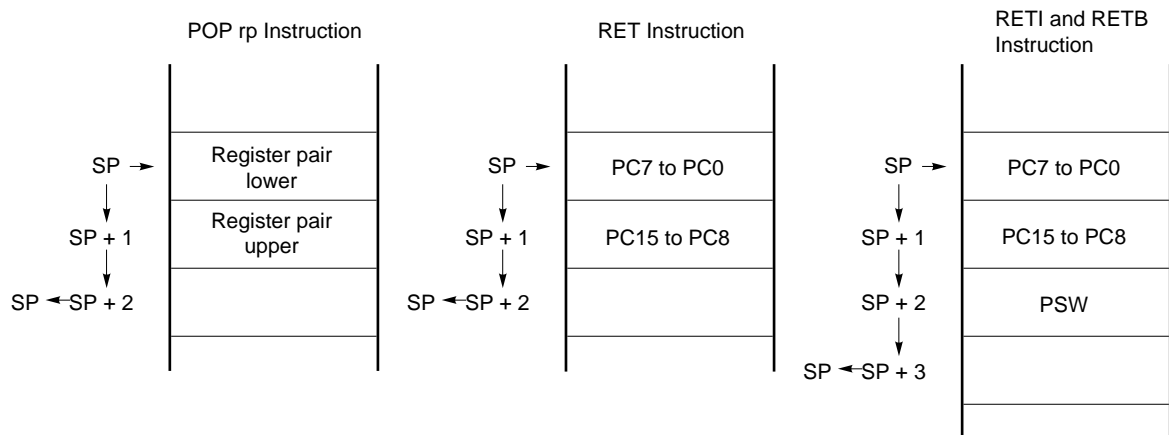 POP rp Instruction
SP
Register pair
lower
SP + 1
Register pair
upper
SP
SP + 2
RET Instruction
SP
PC7 to PC0
SP + 1
PC15 to PC8
SP
SP + 2
RETI and RETB
Instruction
SP
PC7 to PC0
SP + 1
PC15 to PC8
SP + 2
PSW
SP
SP + 3